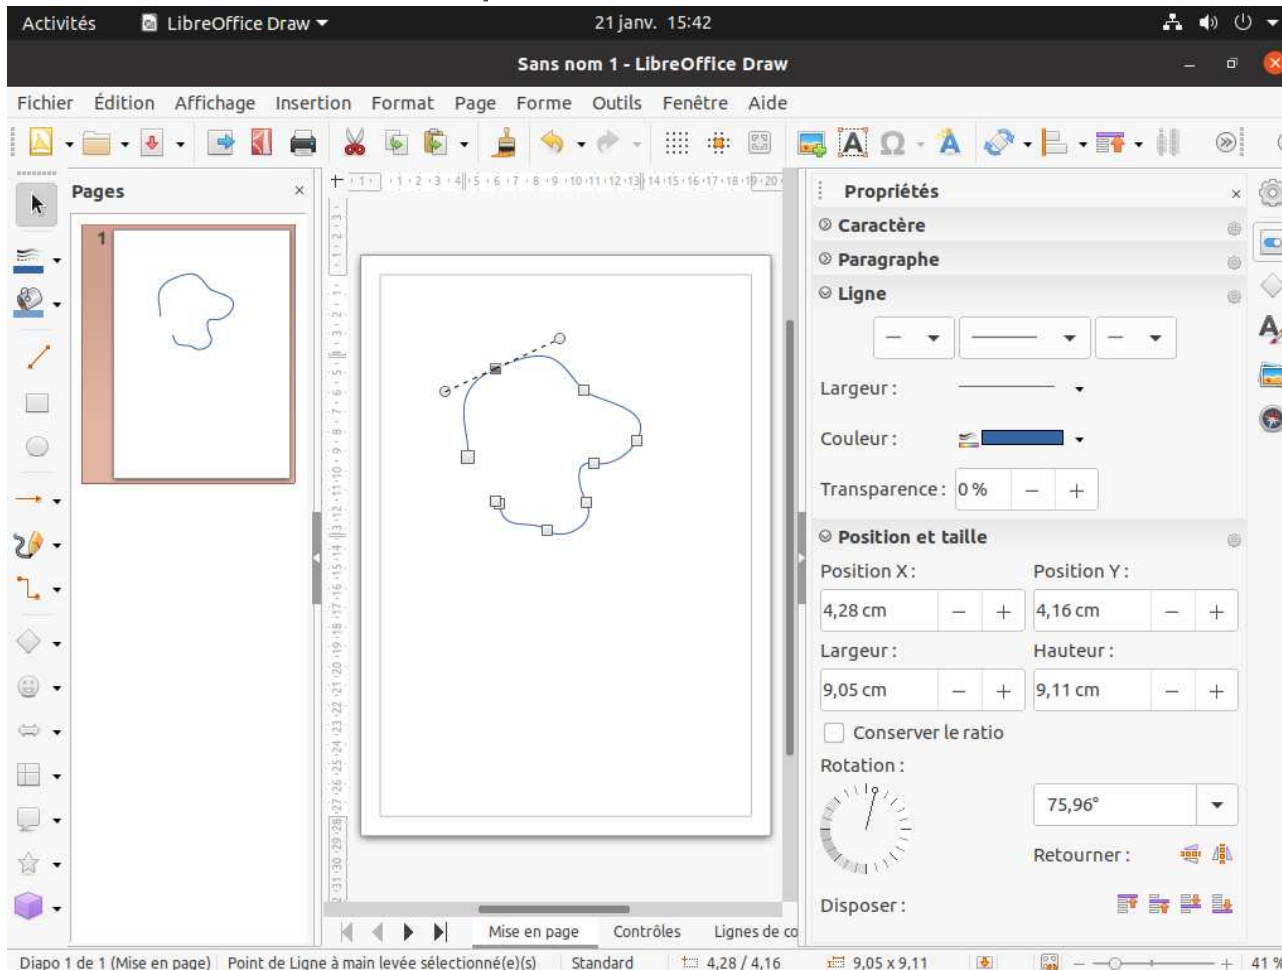 Activités LibreOffice Draw 21 janv. 15:42
Sans nom 1 - LibreOffice Draw
Fichier Édition Affichage Insertion Format Page Forme Outils Fenêtre Aide
Pages
1
Propriétés
Caractère
Paragraphe
Ligne
Largeur :
Couleur :
Transparence : 0 %
Position et taille
Position X : Position Y :
4,28 cm 4,16 cm
Largeur : Hauteur :
9,05 cm 9,11 cm
Conserver le ratio
Rotation :
75,96°
Retourner :
Disposer :
Mise en page Contrôles Lignes de co
Diapo 1 de 1 (Mise en page) Point de Ligne à main levée sélectionné(e)(s) Standard 4,28 / 4,16 9,05 x 9,11 41 %